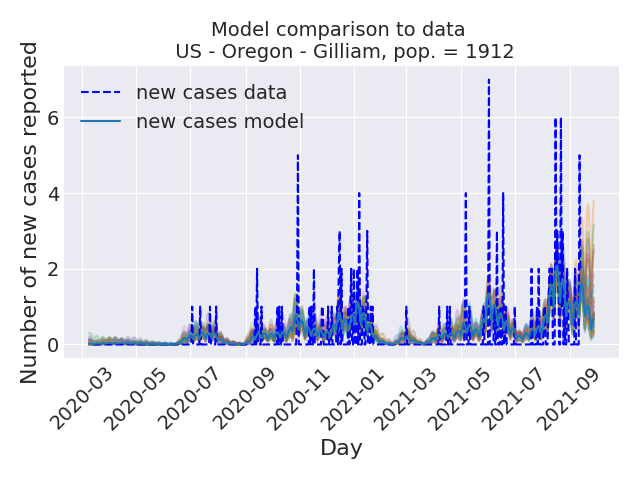 Model comparison to data
US - Oregon - Gilliam, pop. = 1912
Number of new cases reported
new cases data
new cases model
6
4
2
0
2020-03
2020-05
2020-07
2020-09
2020-11
2021-01
2021-03
2021-05
2021-07
2021-09
Day